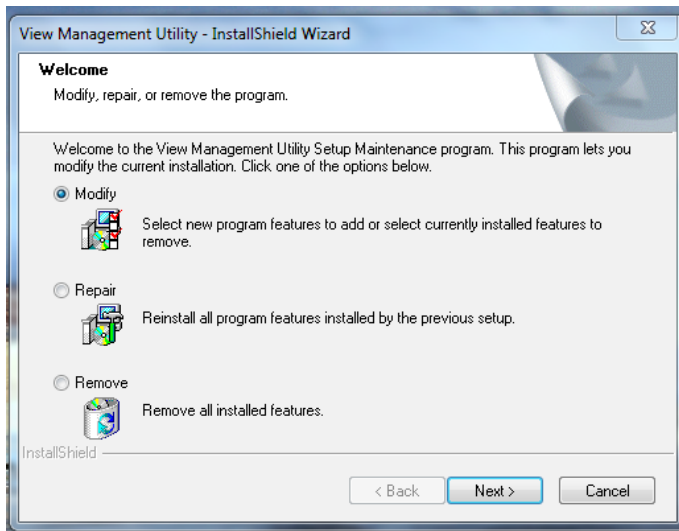 View Management Utility - InstallShield Wizard
Welcome
Modify, repair, or remove the program.
Welcome to the View Management Utility Setup Maintenance program. This program lets you
modify the current installation. Click one of the options below.
Modify
Select new program features to add or select currently installed features to
remove.
Repair
Reinstall all program features installed by the previous setup.
Remove
Remove all installed features.
InstallShield
< Back
Next >
Cancel